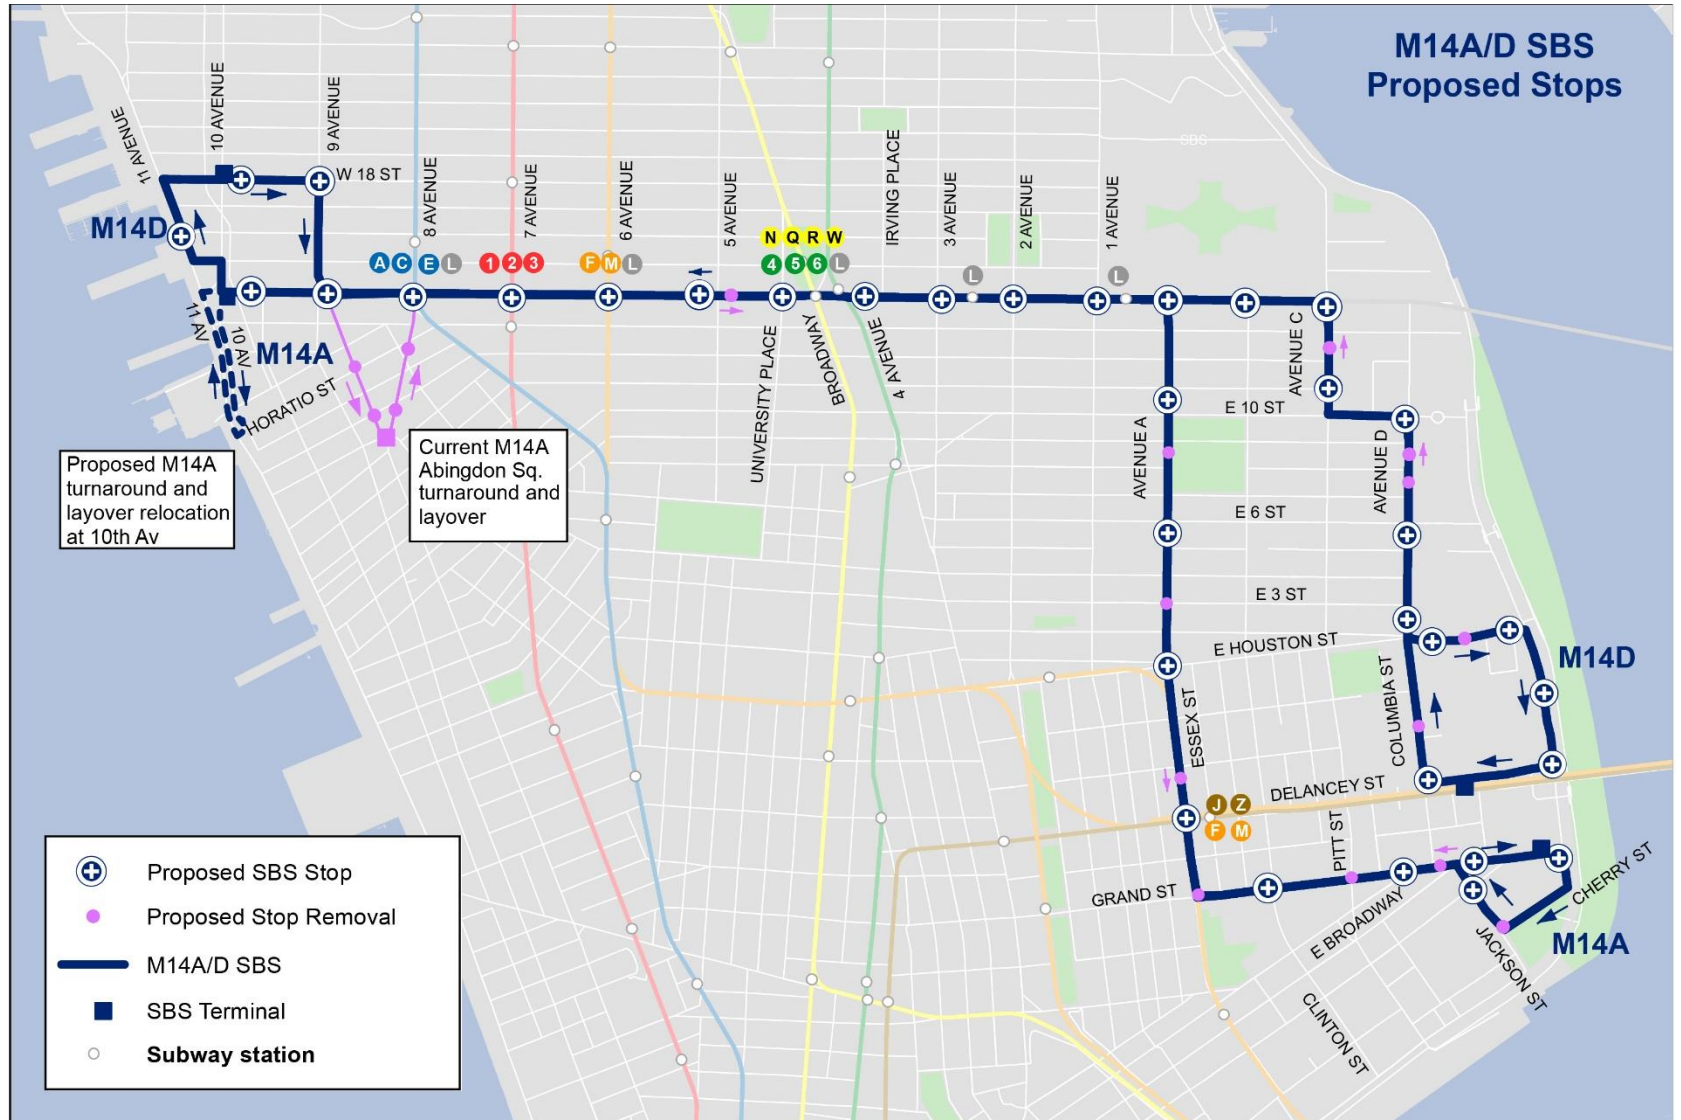 M14A/D SBS
Proposed Stops
11 AVENUE
10 AVENUE
9 AVENUE
W 18 ST
8 AVENUE
7 AVENUE
6 AVENUE
5 AVENUE
IRVING PLACE
3 AVENUE
2 AVENUE
1 AVENUE
SBS
M14D
A C E L
1 2 3
F M L
N Q R W
4 5 6 L
L
L
11 AV
10 AV
M14A
HORATIO ST
UNIVERSITY PLACE
BROADWAY
4 AVENUE
AVENUE A
AVENUE C
E 10 ST
AVENUE D
E 6 ST
E 3 ST
E HOUSTON ST
Proposed M14A
turnaround and
layover relocation
at 10th Av
Current M14A
Abingdon Sq.
turnaround and
layover
M14D
ESSEX ST
COLUMBIA ST
DELANCEY ST
J Z
F M
PITT ST
GRAND ST
E BROADWAY
CHERRY ST
M14A
JACKSON ST
CLINTON ST
Proposed SBS Stop
Proposed Stop Removal
M14A/D SBS
SBS Terminal
Subway station